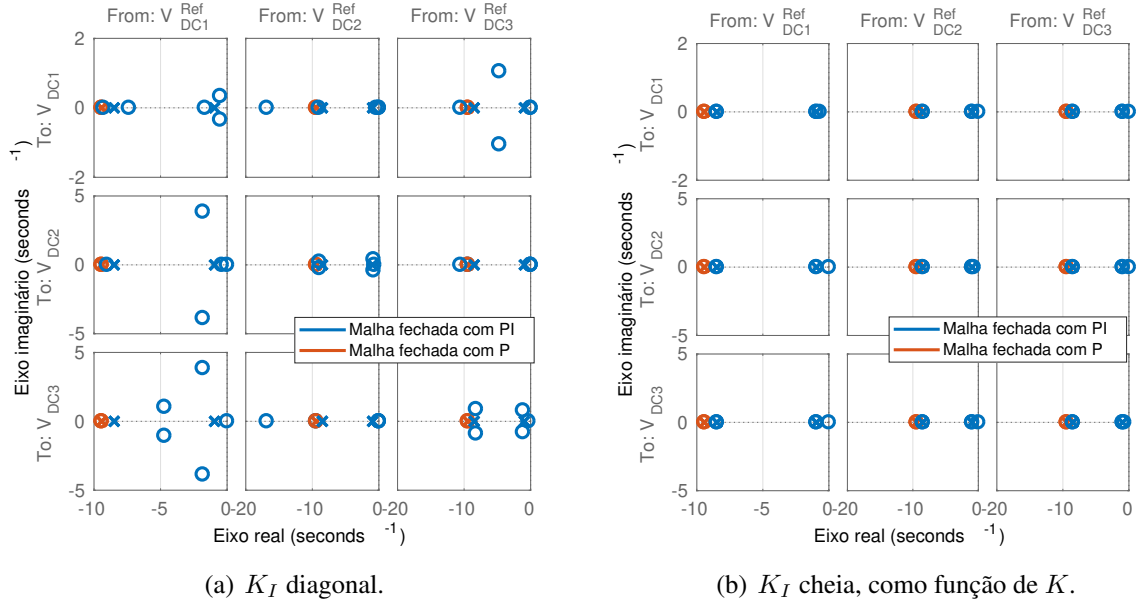 From: V DC1 Ref From: V DC2 Ref From: V DC3 Ref
2
0
-2
To: V DC1
5
0
-5
To: V DC2
Malha fechada com PI
Malha fechada com P
5
0
-5
To: V DC3
Eixo imaginário (seconds -1)
-10 -5 0 -20 -10 0 -20 -10 0
Eixo real (seconds -1)
(a) K_I diagonal.
From: V DC1 Ref From: V DC2 Ref From: V DC3 Ref
2
0
-2
To: V DC1
5
0
-5
To: V DC2
Malha fechada com PI
Malha fechada com P
5
0
-5
To: V DC3
Eixo imaginário (seconds -1)
-10 -5 0 -20 -10 0 -20 -10 0
Eixo real (seconds -1)
(b) K_I cheia, como função de K.